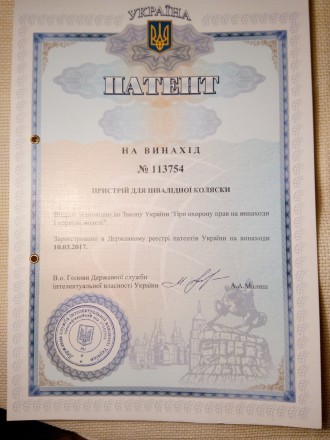 УКРАЇНА
ПАТЕНТ
НА ВИНАХІД
№ 113754
ПРИСТРІЙ ДЛЯ ІНВАЛІДНОЇ КОЛЯСКИ
Видано відповідно до Закону України "Про охорону прав на винаходи
і корисні моделі".
Зареєстровано в Державному реєстрі патентів України на винаходи
10.03.2017.
В.о. Голови Державної служби
інтелектуальної власності України
А.А.Малиш